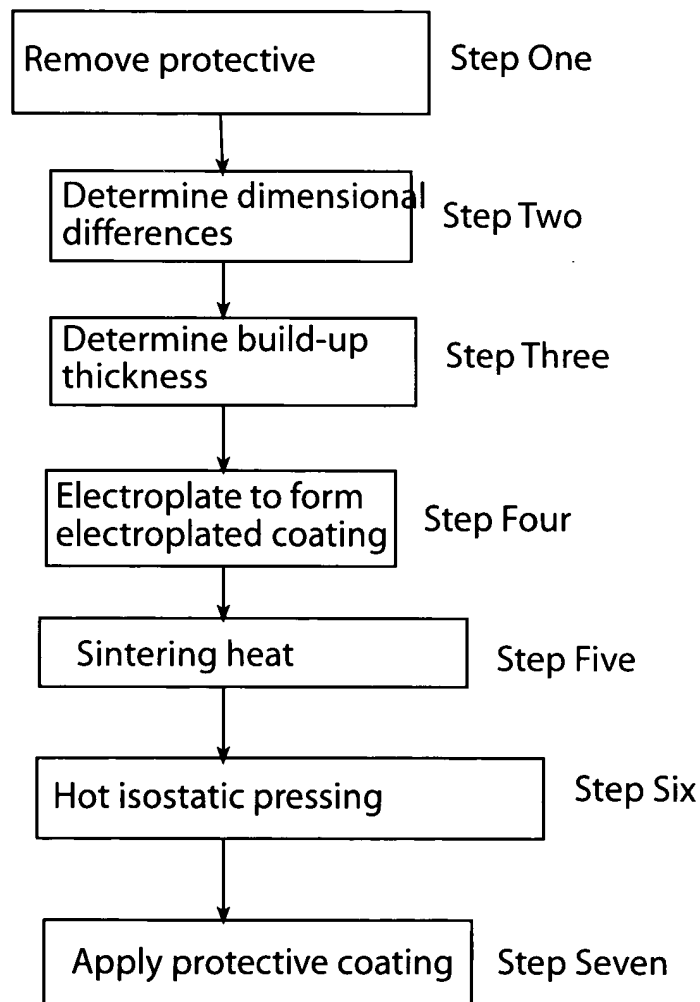 Remove protective
Step One
Determine dimensional
differences
Step Two
Determine build-up
thickness
Step Three
Electroplate to form
electroplated coating
Step Four
Sintering heat
Step Five
Hot isostatic pressing
Step Six
Apply protective coating
Step Seven